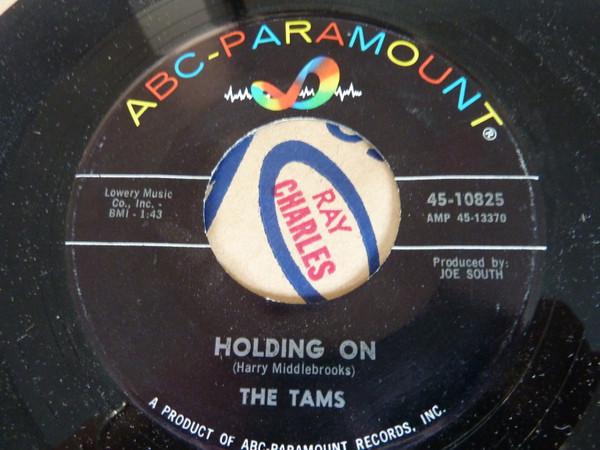 ABC-PARAMOUNT®
Lowery Music
Co., Inc. -
BMI - 1:43
45-10825
AMP 45-13370
RAY
CHARLES
Produced by:
JOE SOUTH
HOLDING ON
(Harry Middlebrooks)
THE TAMS
A PRODUCT OF ABC-PARAMOUNT RECORDS, INC.